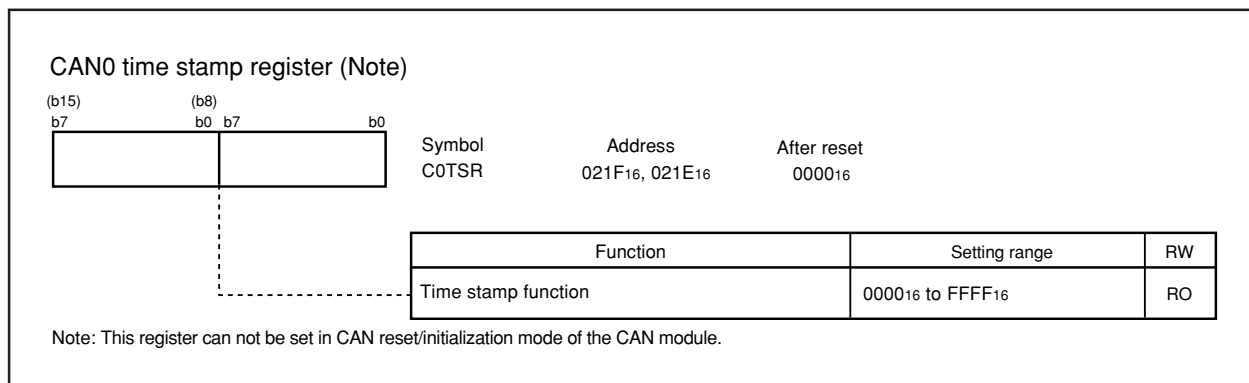 CAN0 time stamp register (Note)
(b15) (b8)
b7 b0 b7 b0
Symbol Address After reset
C0TSR 021F16, 021E16 000016
Function Setting range RW
Time stamp function 000016 to FFFF16 RO
Note: This register can not be set in CAN reset/initialization mode of the CAN module.